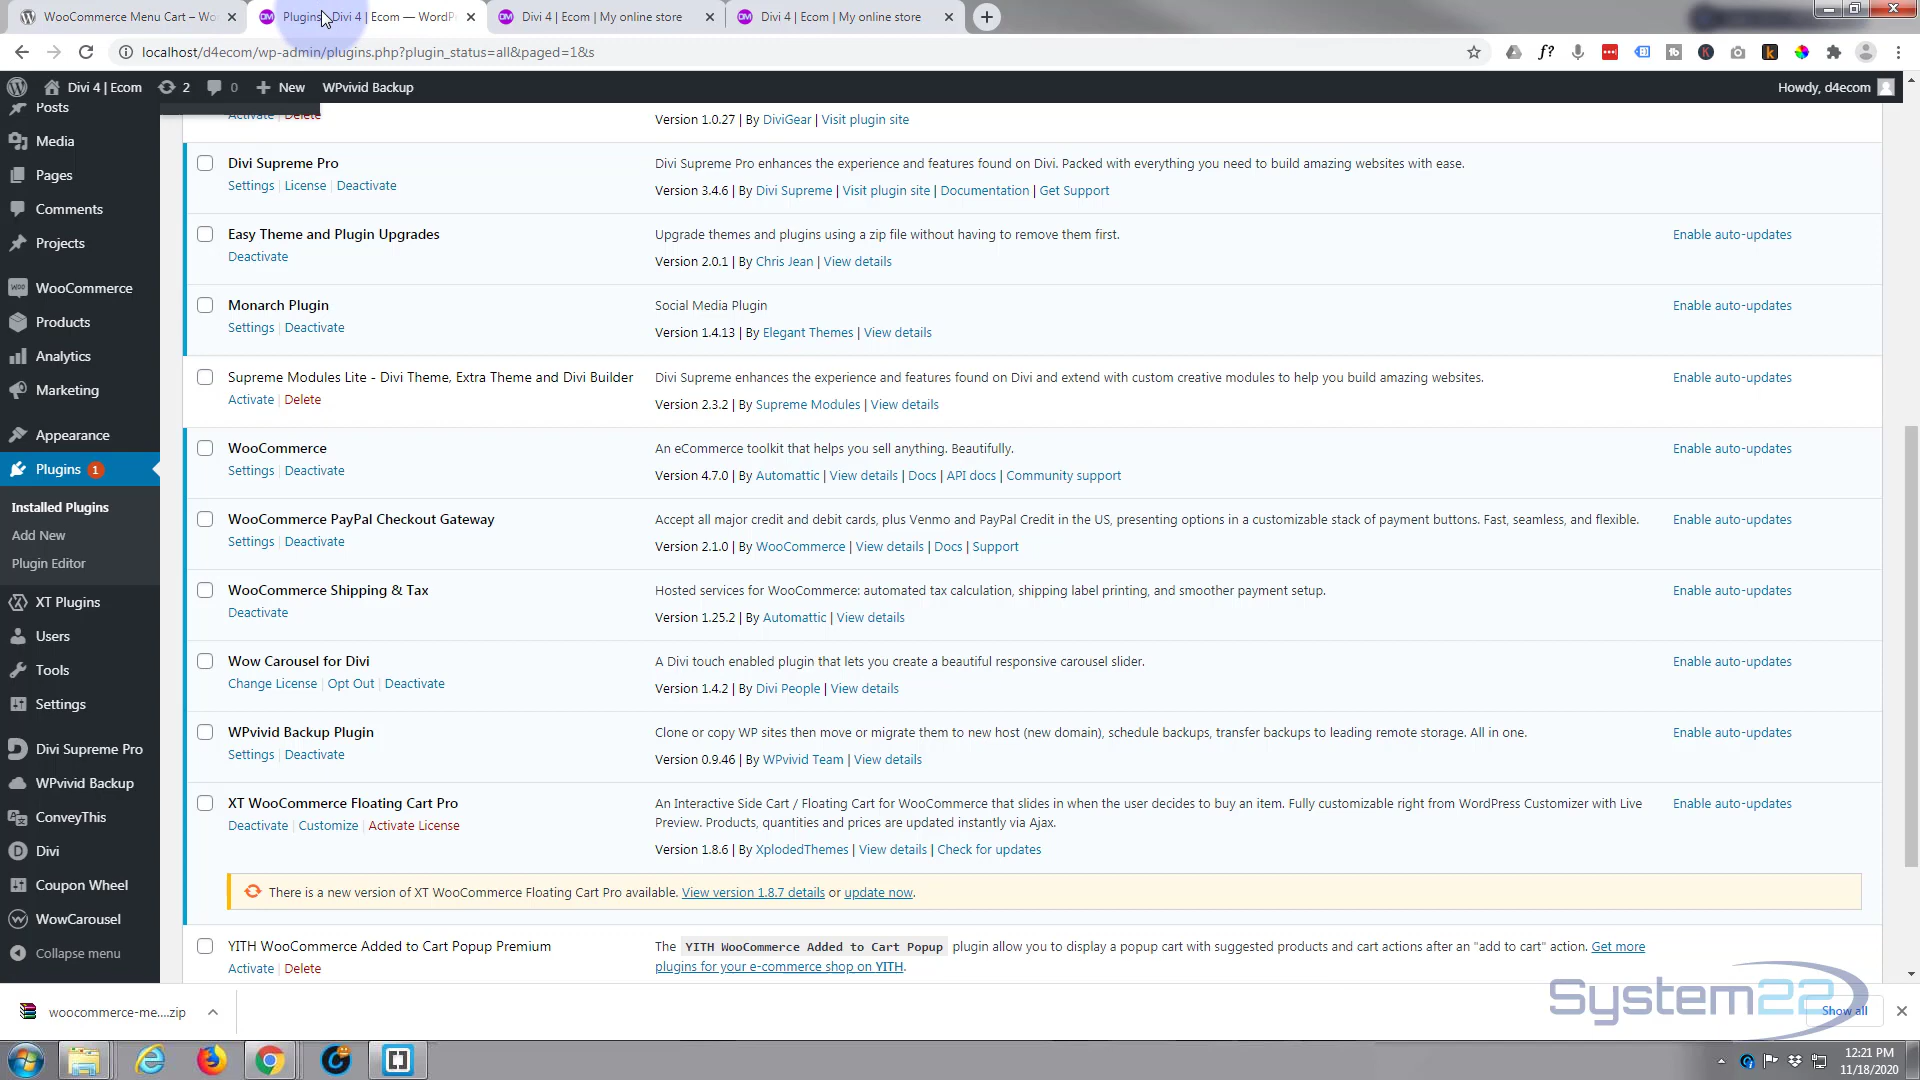 WooCommerce Menu Cart – Wo
Plugins Divi 4 | Ecom — WordP
Divi 4 | Ecom | My online store
Divi 4 | Ecom | My online store
localhost/d4ecom/wp-admin/plugins.php?plugin_status=all&paged=1&s
Divi 4 | Ecom 2 0 New WPvivid Backup Howdy, d4ecom
Posts
Media
Pages
Comments
Projects
WooCommerce
Products
Analytics
Marketing
Appearance
Plugins 1
Installed Plugins
Add New
Plugin Editor
XT Plugins
Users
Tools
Settings
Divi Supreme Pro
WPvivid Backup
ConveyThis
Divi
Coupon Wheel
WowCarousel
Collapse menu
Activate | Delete
Version 1.0.27 | By DiviGear | Visit plugin site
Divi Supreme Pro
Settings | License | Deactivate
Divi Supreme Pro enhances the experience and features found on Divi. Packed with everything you need to build amazing websites with ease.
Version 3.4.6 | By Divi Supreme | Visit plugin site | Documentation | Get Support
Easy Theme and Plugin Upgrades
Deactivate
Upgrade themes and plugins using a zip file without having to remove them first.
Version 2.0.1 | By Chris Jean | View details
Enable auto-updates
Monarch Plugin
Settings | Deactivate
Social Media Plugin
Version 1.4.13 | By Elegant Themes | View details
Enable auto-updates
Supreme Modules Lite - Divi Theme, Extra Theme and Divi Builder
Activate | Delete
Divi Supreme enhances the experience and features found on Divi and extend with custom creative modules to help you build amazing websites.
Version 2.3.2 | By Supreme Modules | View details
Enable auto-updates
WooCommerce
Settings | Deactivate
An eCommerce toolkit that helps you sell anything. Beautifully.
Version 4.7.0 | By Automattic | View details | Docs | API docs | Community support
Enable auto-updates
WooCommerce PayPal Checkout Gateway
Settings | Deactivate
Accept all major credit and debit cards, plus Venmo and PayPal Credit in the US, presenting options in a customizable stack of payment buttons. Fast, seamless, and flexible.
Version 2.1.0 | By WooCommerce | View details | Docs | Support
Enable auto-updates
WooCommerce Shipping & Tax
Deactivate
Hosted services for WooCommerce: automated tax calculation, shipping label printing, and smoother payment setup.
Version 1.25.2 | By Automattic | View details
Enable auto-updates
Wow Carousel for Divi
Change License | Opt Out | Deactivate
A Divi touch enabled plugin that lets you create a beautiful responsive carousel slider.
Version 1.4.2 | By Divi People | View details
Enable auto-updates
WPvivid Backup Plugin
Settings | Deactivate
Clone or copy WP sites then move or migrate them to new host (new domain), schedule backups, transfer backups to leading remote storage. All in one.
Version 0.9.46 | By WPvivid Team | View details
Enable auto-updates
XT WooCommerce Floating Cart Pro
Deactivate | Customize | Activate License
An Interactive Side Cart / Floating Cart for WooCommerce that slides in when the user decides to buy an item. Fully customizable right from WordPress Customizer with Live
Preview. Products, quantities and prices are updated instantly via Ajax.
Version 1.8.6 | By XplodedThemes | View details | Check for updates
Enable auto-updates
There is a new version of XT WooCommerce Floating Cart Pro available. View version 1.8.7 details or update now.
YITH WooCommerce Added to Cart Popup Premium
Activate | Delete
The YITH WooCommerce Added to Cart Popup plugin allow you to display a popup cart with suggested products and cart actions after an "add to cart" action. Get more
plugins for your e-commerce shop on YITH.
woocommerce-me....zip
System22
Show all
12:21 PM
11/18/2020